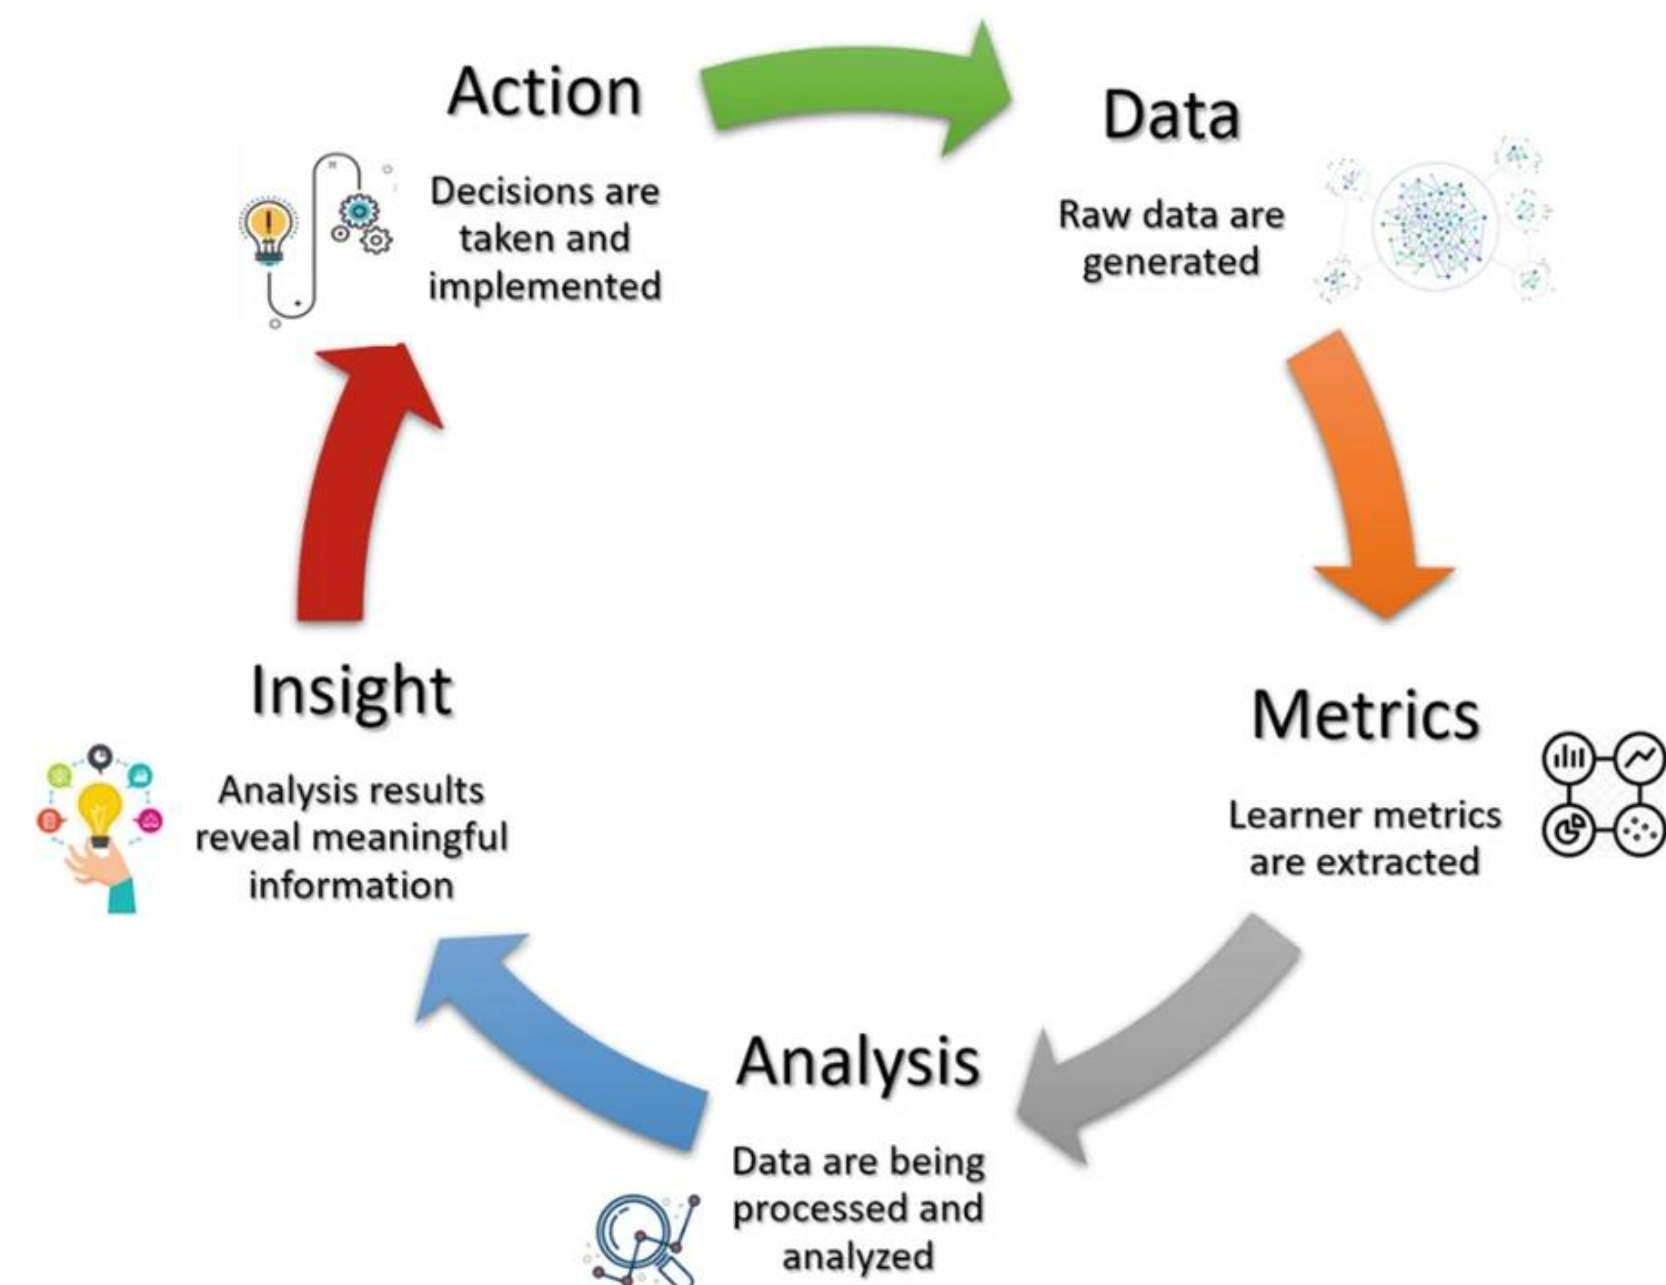 Action
Decisions are
taken and
implemented
Data
Raw data are
generated
Metrics
Learner metrics
are extracted
Analysis
Data are being
processed and
analyzed
Insight
Analysis results
reveal meaningful
information